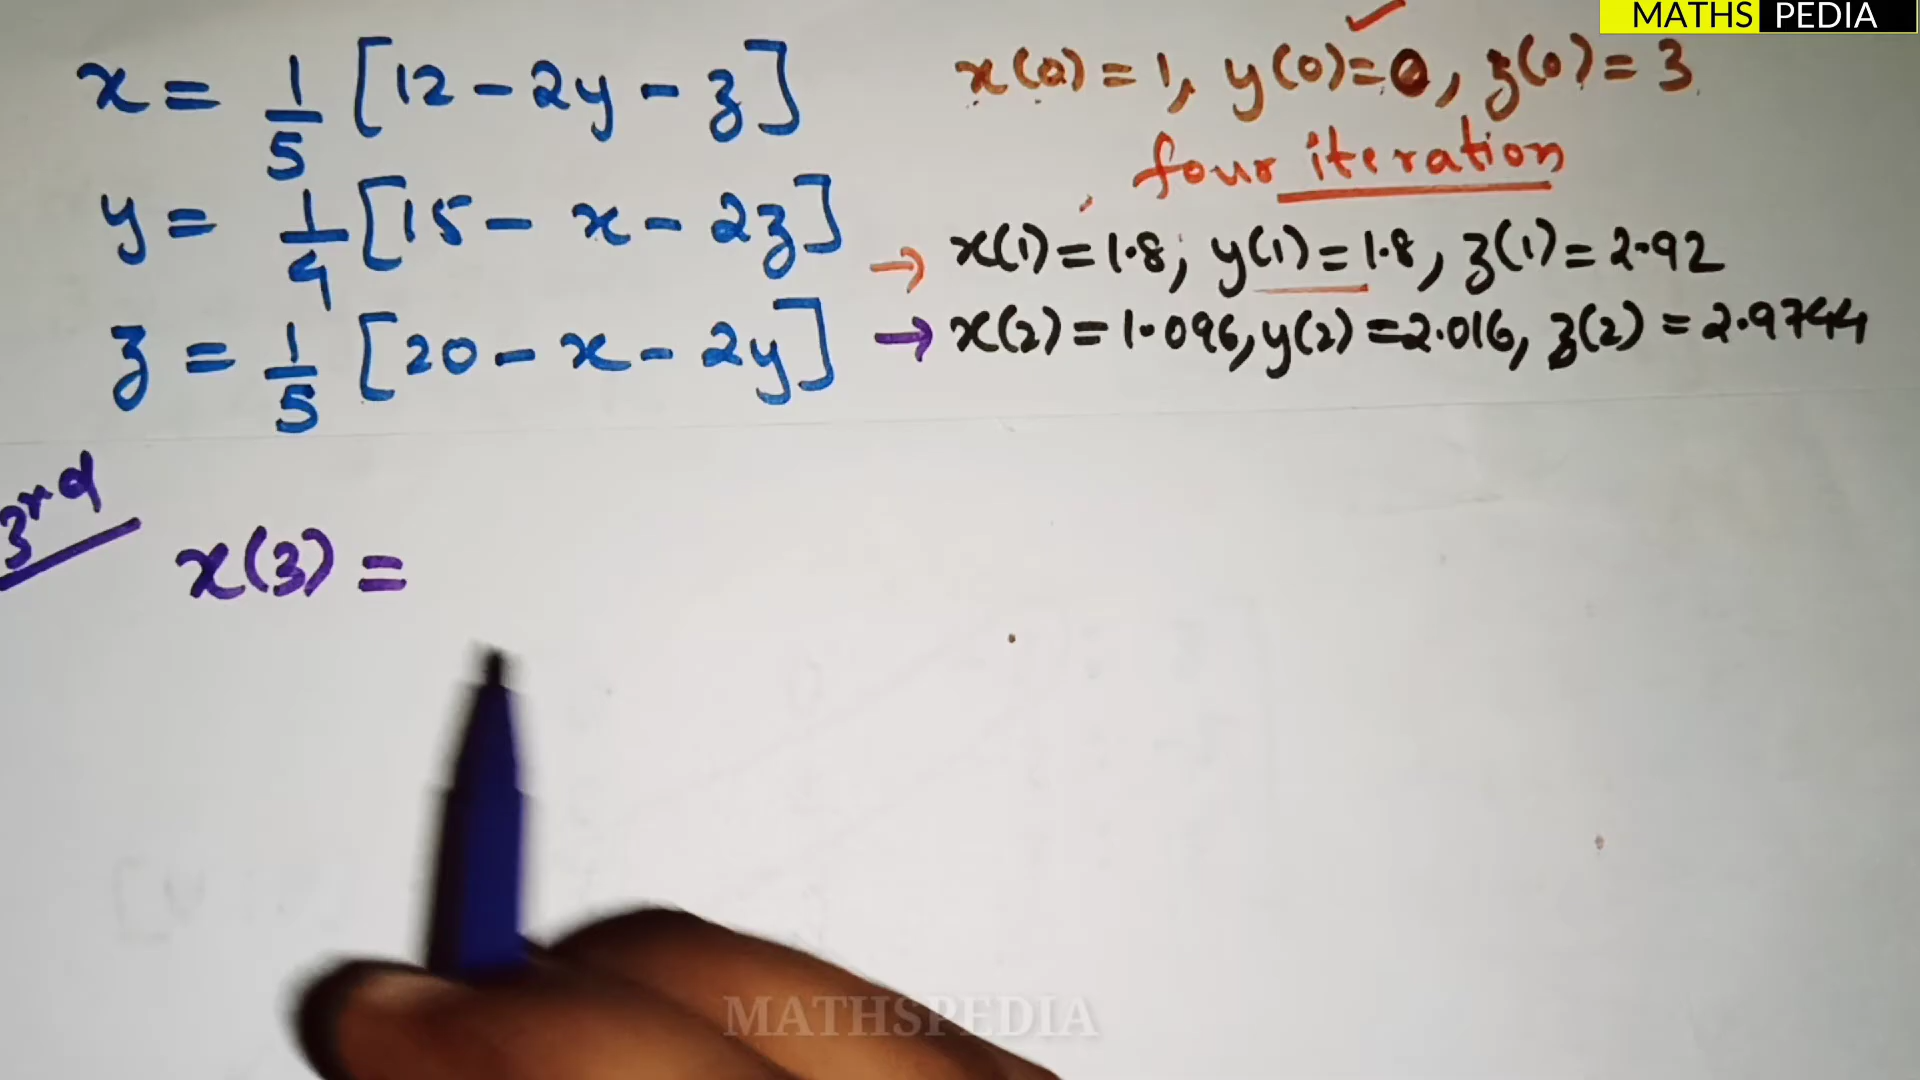 MATHS PEDIA
x = 1/5 [12 - 2y - z]
y = 1/4 [15 - x - 2z]
z = 1/5 [20 - x - 2y]
x(0) = 1, y(0) = 0, z(0) = 3
four iteration
→ x(1) = 1.8, y(1) = 1.8, z(1) = 2.92
→ x(2) = 1.096, y(2) = 2.016, z(2) = 2.9744
3rd x(3) =
MATHSPEDIA